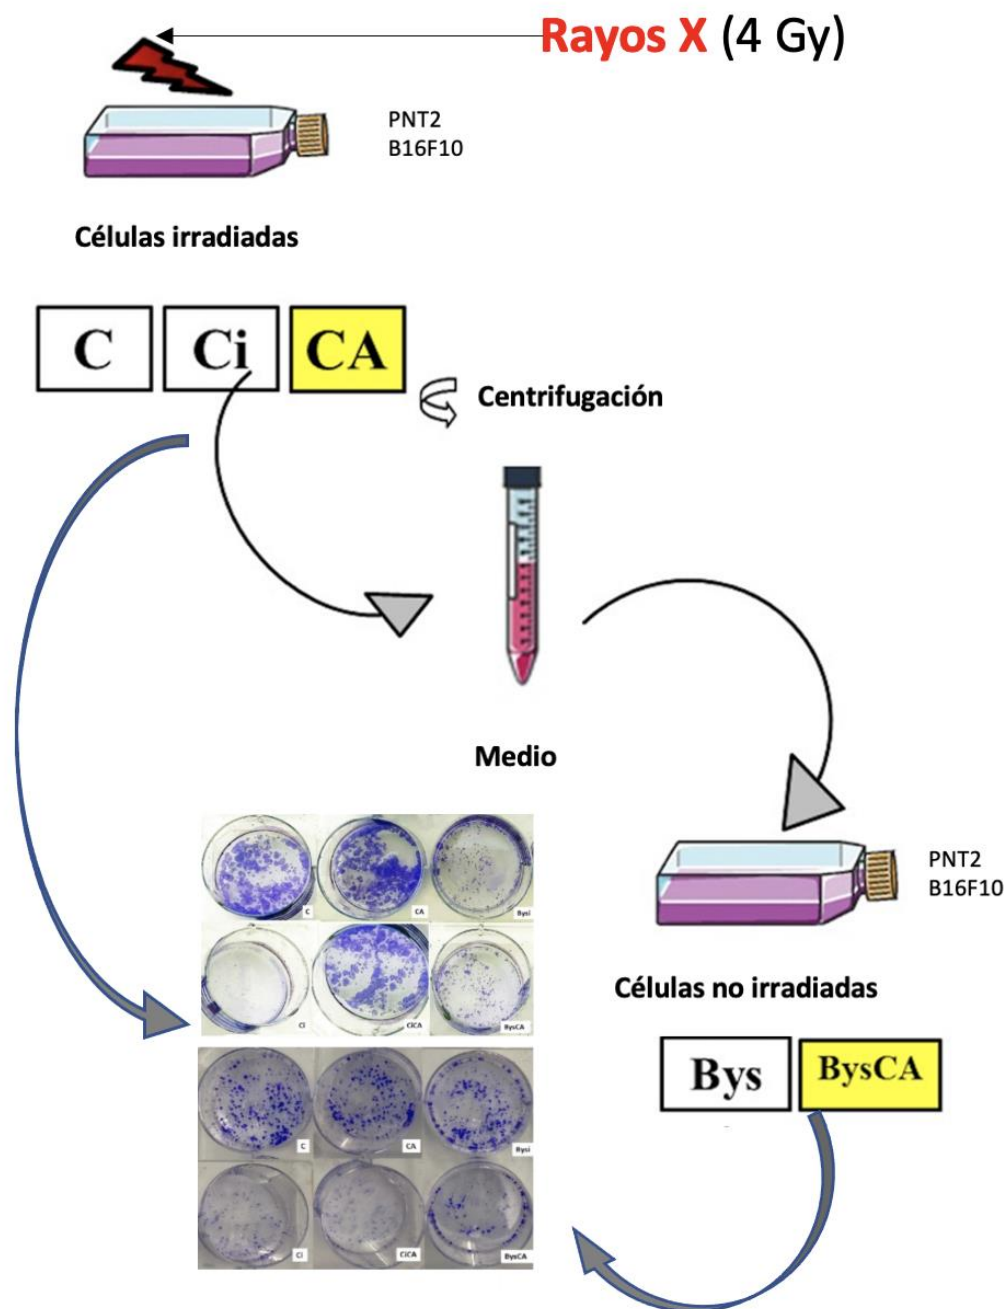 Rayos X (4 Gy)
PNT2
B16F10
Células irradiadas
C Ci CA
Centrifugación
Medio
C CA Bysi
Ci CiCA BysCA
PNT2
B16F10
Células no irradiadas
Bys BysCA
C CA Bysi
Ci CiCA BysCA